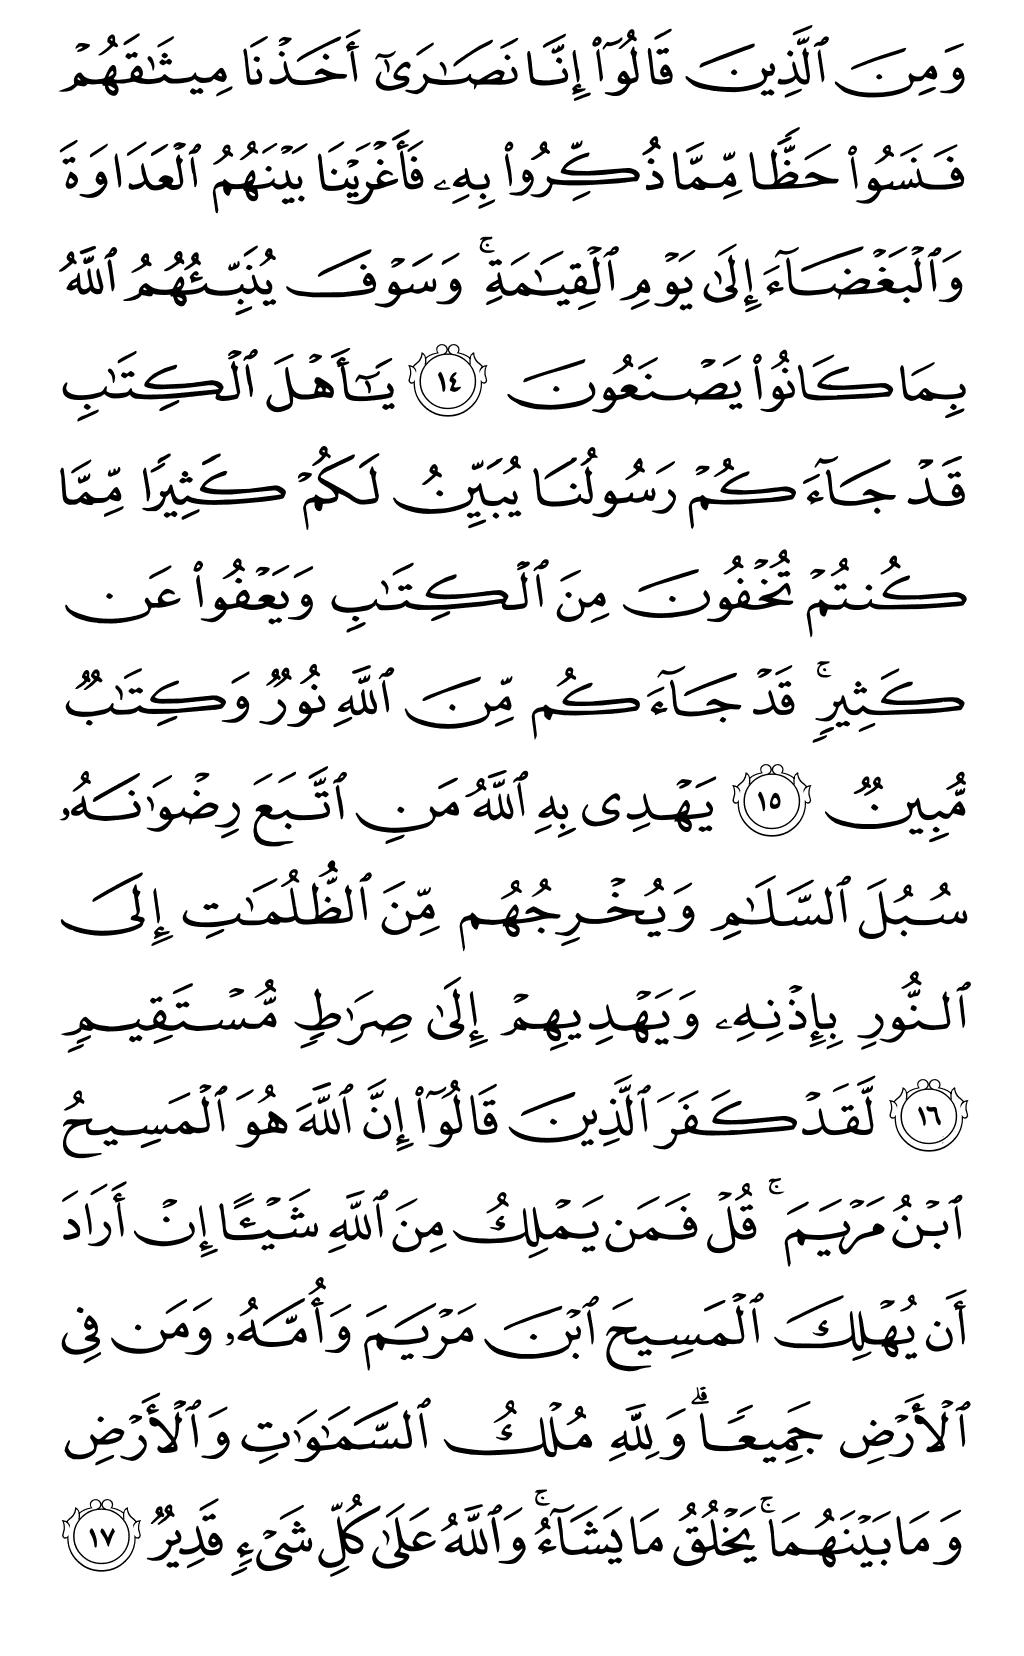 وَمِنَ ٱلَّذِينَ قَالُوٓا۟ إِنَّا نَصَـٰرَىٰٓ أَخَذْنَا مِيثَـٰقَهُمْ
فَنَسُوا۟ حَظًّا مِّمَّا ذُكِّرُوا۟ بِهِۦ فَأَغْرَيْنَا بَيْنَهُمُ ٱلْعَدَاوَةَ
وَٱلْبَغْضَآءَ إِلَىٰ يَوْمِ ٱلْقِيَـٰمَةِ ۚ وَسَوْفَ يُنَبِّئُهُمُ ٱللَّهُ
بِمَا كَانُوا۟ يَصْنَعُونَ ١٤ يَـٰٓأَهْلَ ٱلْكِتَـٰبِ
قَدْ جَآءَكُمْ رَسُولُنَا يُبَيِّنُ لَكُمْ كَثِيرًا مِّمَّا
كُنتُمْ تُخْفُونَ مِنَ ٱلْكِتَـٰبِ وَيَعْفُوا۟ عَن
كَثِيرٍ ۚ قَدْ جَآءَكُم مِّنَ ٱللَّهِ نُورٌ وَكِتَـٰبٌ
مُّبِينٌ ١٥ يَهْدِى بِهِ ٱللَّهُ مَنِ ٱتَّبَعَ رِضْوَٰنَهُۥ
سُبُلَ ٱلسَّلَـٰمِ وَيُخْرِجُهُم مِّنَ ٱلظُّلُمَـٰتِ إِلَى
ٱلنُّورِ بِإِذْنِهِۦ وَيَهْدِيهِمْ إِلَىٰ صِرَٰطٍ مُّسْتَقِيمٍ
١٦ لَّقَدْ كَفَرَ ٱلَّذِينَ قَالُوٓا۟ إِنَّ ٱللَّهَ هُوَ ٱلْمَسِيحُ
ٱبْنُ مَرْيَمَ ۚ قُلْ فَمَن يَمْلِكُ مِنَ ٱللَّهِ شَيْـًٔا إِنْ أَرَادَ
أَن يُهْلِكَ ٱلْمَسِيحَ ٱبْنَ مَرْيَمَ وَأُمَّهُۥ وَمَن فِى
ٱلْأَرْضِ جَمِيعًا ۗ وَلِلَّهِ مُلْكُ ٱلسَّمَـٰوَٰتِ وَٱلْأَرْضِ
وَمَا بَيْنَهُمَا ۚ يَخْلُقُ مَا يَشَآءُ ۚ وَٱللَّهُ عَلَىٰ كُلِّ شَىْءٍ قَدِيرٌ ١٧